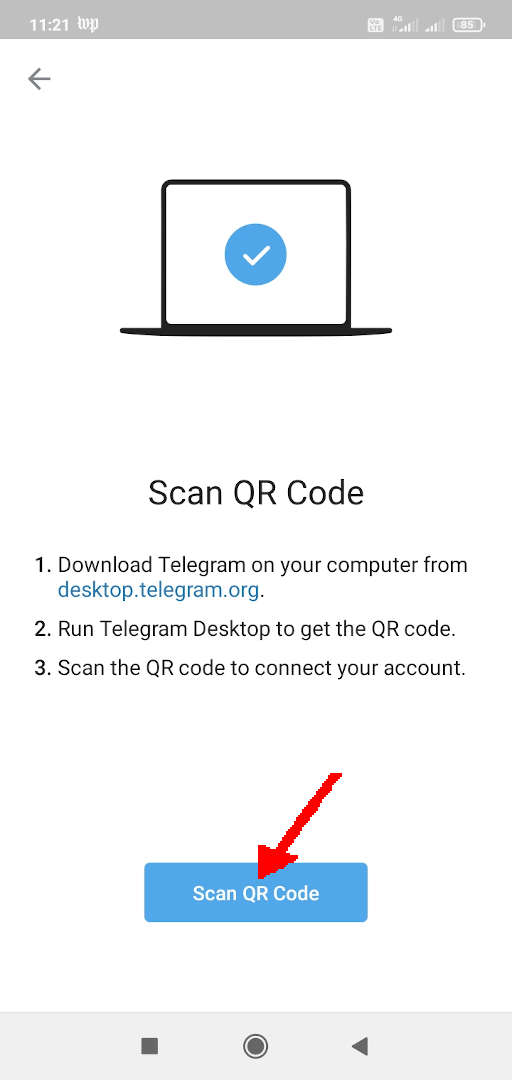 11:21 wp
4G
85
Scan QR Code
1. Download Telegram on your computer from
desktop.telegram.org.
2. Run Telegram Desktop to get the QR code.
3. Scan the QR code to connect your account.
Scan QR Code